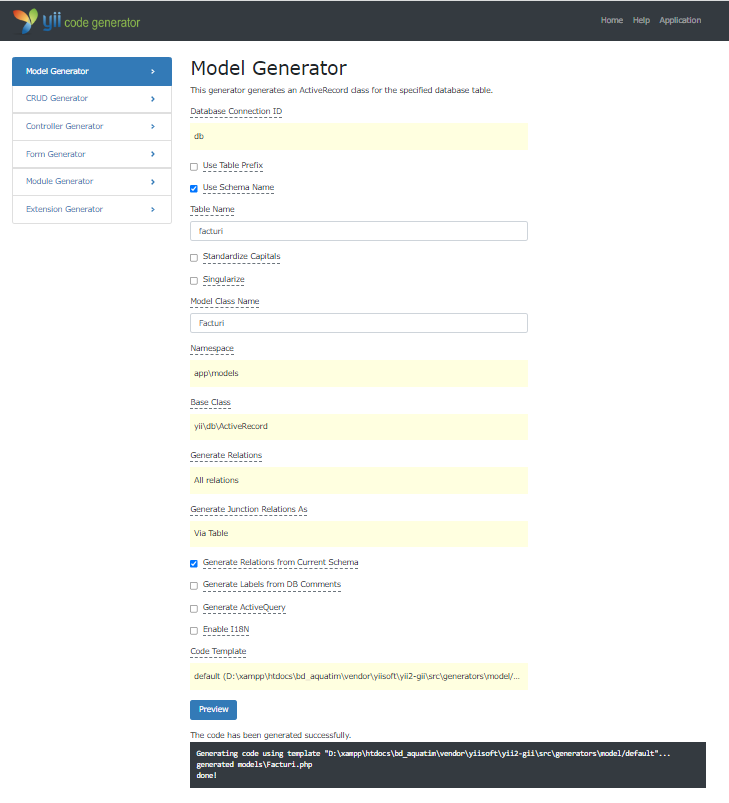 yii code generator
Home Help Application
Model Generator
CRUD Generator
Controller Generator
Form Generator
Module Generator
Extension Generator
Model Generator
This generator generates an ActiveRecord class for the specified database table.
Database Connection ID
db
Use Table Prefix
Use Schema Name
Table Name
facturi
Standardize Capitals
Singularize
Model Class Name
Facturi
Namespace
app\models
Base Class
yii\db\ActiveRecord
Generate Relations
All relations
Generate Junction Relations As
Via Table
Generate Relations from Current Schema
Generate Labels from DB Comments
Generate ActiveQuery
Enable I18N
Code Template
default (D:\xampp\htdocs\bd_aquatim\vendor\yiisoft\yii2-gii\src\generators\model/...
Preview
The code has been generated successfully.
Generating code using template "D:\xampp\htdocs\bd_aquatim\vendor\yiisoft\yii2-gii\src\generators\model/default"...
generated models\Facturi.php
done!